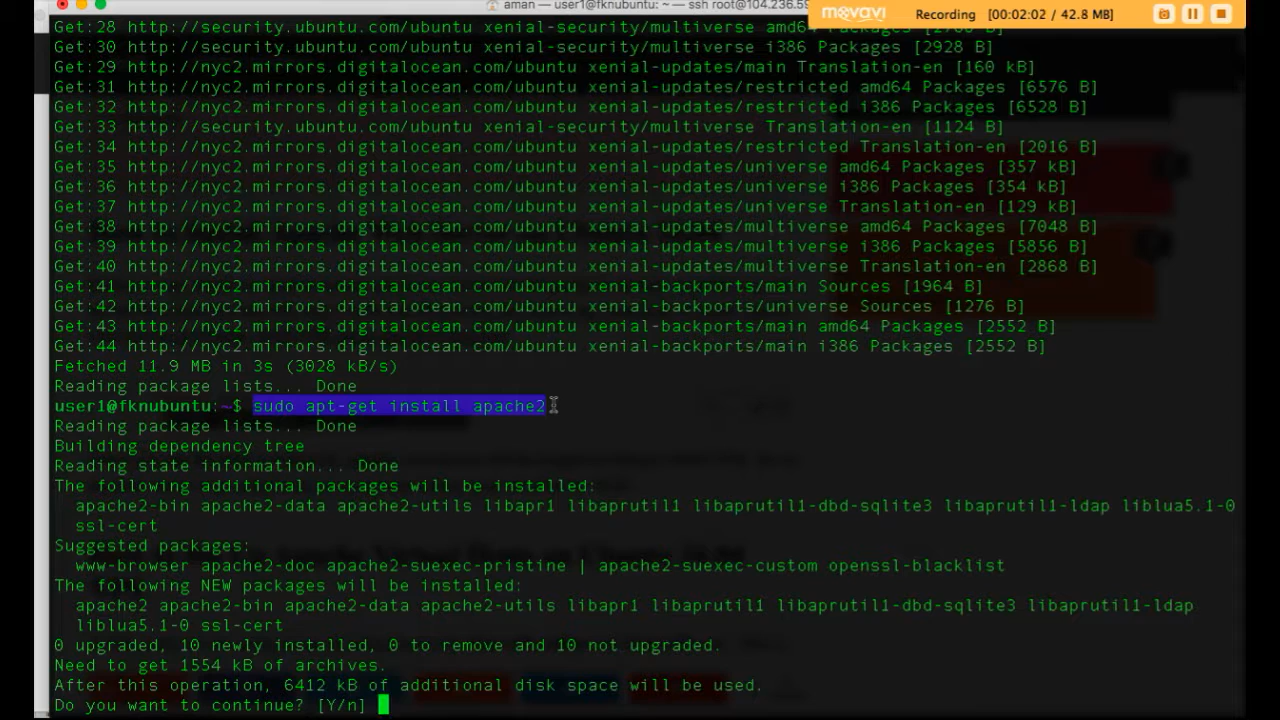 aman — user1@fknubuntu: ~ — ssh root@104.236.59
movavi
Recording [00:02:02 / 42.8 MB]
Get:28 http://security.ubuntu.com/ubuntu xenial-security/multiverse
Get:30 http://security.ubuntu.com/ubuntu xenial-security/multiverse i386 Packages [2928 B]
Get:29 http://nyc2.mirrors.digitalocean.com/ubuntu xenial-updates/main Translation-en [160 kB]
Get:31 http://nyc2.mirrors.digitalocean.com/ubuntu xenial-updates/restricted amd64 Packages [6576 B]
Get:32 http://nyc2.mirrors.digitalocean.com/ubuntu xenial-updates/restricted i386 Packages [6528 B]
Get:33 http://security.ubuntu.com/ubuntu xenial-security/multiverse Translation-en [1124 B]
Get:34 http://nyc2.mirrors.digitalocean.com/ubuntu xenial-updates/restricted Translation-en [2016 B]
Get:35 http://nyc2.mirrors.digitalocean.com/ubuntu xenial-updates/universe amd64 Packages [357 kB]
Get:36 http://nyc2.mirrors.digitalocean.com/ubuntu xenial-updates/universe i386 Packages [354 kB]
Get:37 http://nyc2.mirrors.digitalocean.com/ubuntu xenial-updates/universe Translation-en [129 kB]
Get:38 http://nyc2.mirrors.digitalocean.com/ubuntu xenial-updates/multiverse amd64 Packages [7048 B]
Get:39 http://nyc2.mirrors.digitalocean.com/ubuntu xenial-updates/multiverse i386 Packages [5856 B]
Get:40 http://nyc2.mirrors.digitalocean.com/ubuntu xenial-updates/multiverse Translation-en [2868 B]
Get:41 http://nyc2.mirrors.digitalocean.com/ubuntu xenial-backports/main Sources [1964 B]
Get:42 http://nyc2.mirrors.digitalocean.com/ubuntu xenial-backports/universe Sources [1276 B]
Get:43 http://nyc2.mirrors.digitalocean.com/ubuntu xenial-backports/main amd64 Packages [2552 B]
Get:44 http://nyc2.mirrors.digitalocean.com/ubuntu xenial-backports/main i386 Packages [2552 B]
Fetched 11.9 MB in 3s (3028 kB/s)
Reading package lists... Done
user1@fknubuntu:~$ sudo apt-get install apache2
Reading package lists... Done
Building dependency tree
Reading state information... Done
The following additional packages will be installed:
apache2-bin apache2-data apache2-utils libapr1 libaprutil1 libaprutil1-dbd-sqlite3 libaprutil1-ldap liblua5.1-0
ssl-cert
Suggested packages:
www-browser apache2-doc apache2-suexec-pristine | apache2-suexec-custom openssl-blacklist
The following NEW packages will be installed:
apache2 apache2-bin apache2-data apache2-utils libapr1 libaprutil1 libaprutil1-dbd-sqlite3 libaprutil1-ldap
liblua5.1-0 ssl-cert
0 upgraded, 10 newly installed, 0 to remove and 10 not upgraded.
Need to get 1554 kB of archives.
After this operation, 6412 kB of additional disk space will be used.
Do you want to continue? [Y/n]